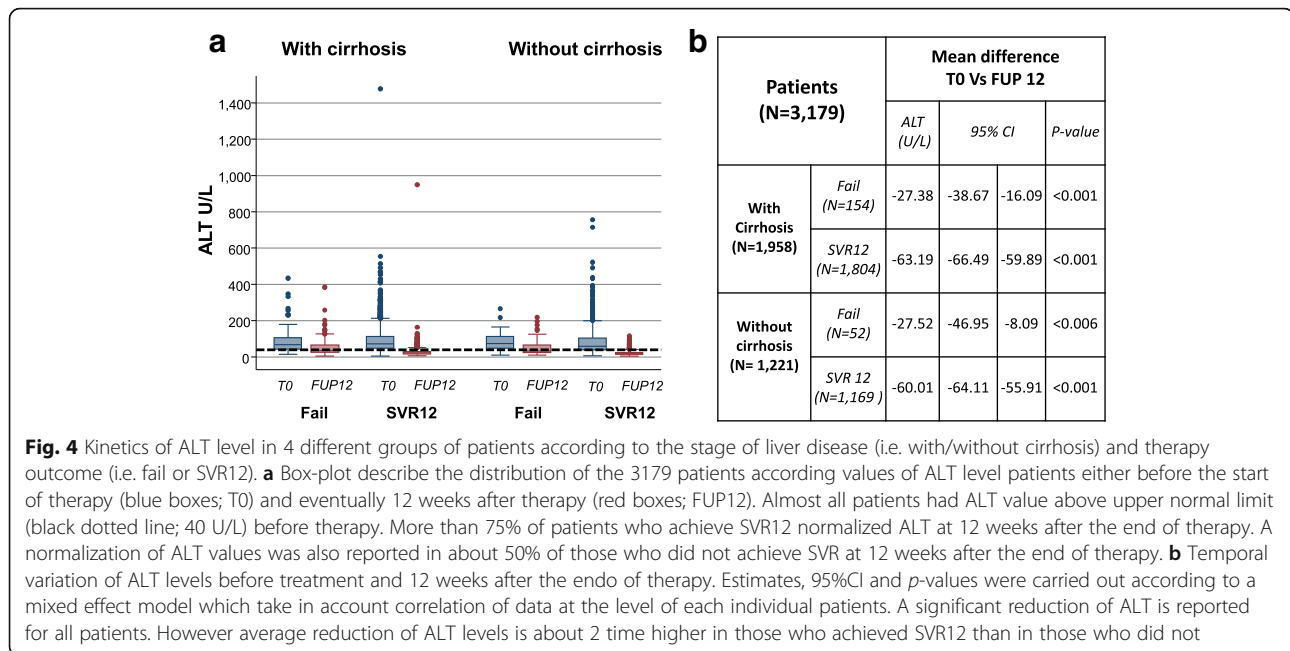 a
With cirrhosis
Without cirrhosis
ALT U/L
1,400
1,200
1,000
800
600
400
200
0
T0 FUP12 T0 FUP12 T0 FUP12 T0 FUP12
Fail SVR12 Fail SVR12
b
Patients
(N=3,179)
Mean difference
T0 Vs FUP 12
ALT
(U/L)
95% CI
P-value
With
Cirrhosis
(N=1,958)
Fail
(N=154)
-27.38 -38.67 -16.09 <0.001
SVR12
(N=1,804)
-63.19 -66.49 -59.89 <0.001
Without
cirrhosis
(N= 1,221)
Fail
(N=52)
-27.52 -46.95 -8.09 <0.006
SVR 12
(N=1,169 )
-60.01 -64.11 -55.91 <0.001
Fig. 4 Kinetics of ALT level in 4 different groups of patients according to the stage of liver disease (i.e. with/without cirrhosis) and therapy
outcome (i.e. fail or SVR12). a Box-plot describe the distribution of the 3179 patients according values of ALT level patients either before the start
of therapy (blue boxes; T0) and eventually 12 weeks after therapy (red boxes; FUP12). Almost all patients had ALT value above upper normal limit
(black dotted line; 40 U/L) before therapy. More than 75% of patients who achieve SVR12 normalized ALT at 12 weeks after the end of therapy. A
normalization of ALT values was also reported in about 50% of those who did not achieve SVR at 12 weeks after the end of therapy. b Temporal
variation of ALT levels before treatment and 12 weeks after the endo of therapy. Estimates, 95%CI and p-values were carried out according to a
mixed effect model which take in account correlation of data at the level of each individual patients. A significant reduction of ALT is reported
for all patients. However average reduction of ALT levels is about 2 time higher in those who achieved SVR12 than in those who did not